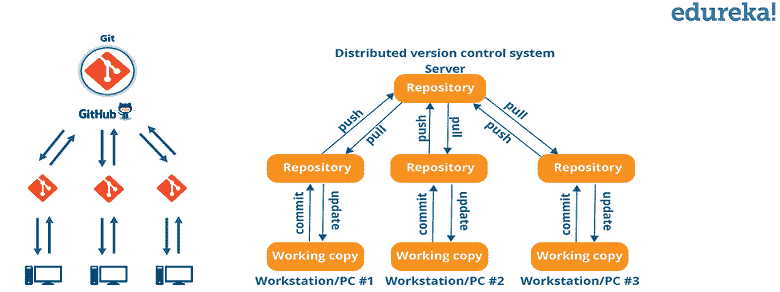 edureka!
Git
GitHub
Distributed version control system
Server
Repository
push
pull
push
pull
push
pull
Repository
Repository
Repository
commit
update
commit
update
commit
update
Working copy
Working copy
Working copy
Workstation/PC #1
Workstation/PC #2
Workstation/PC #3